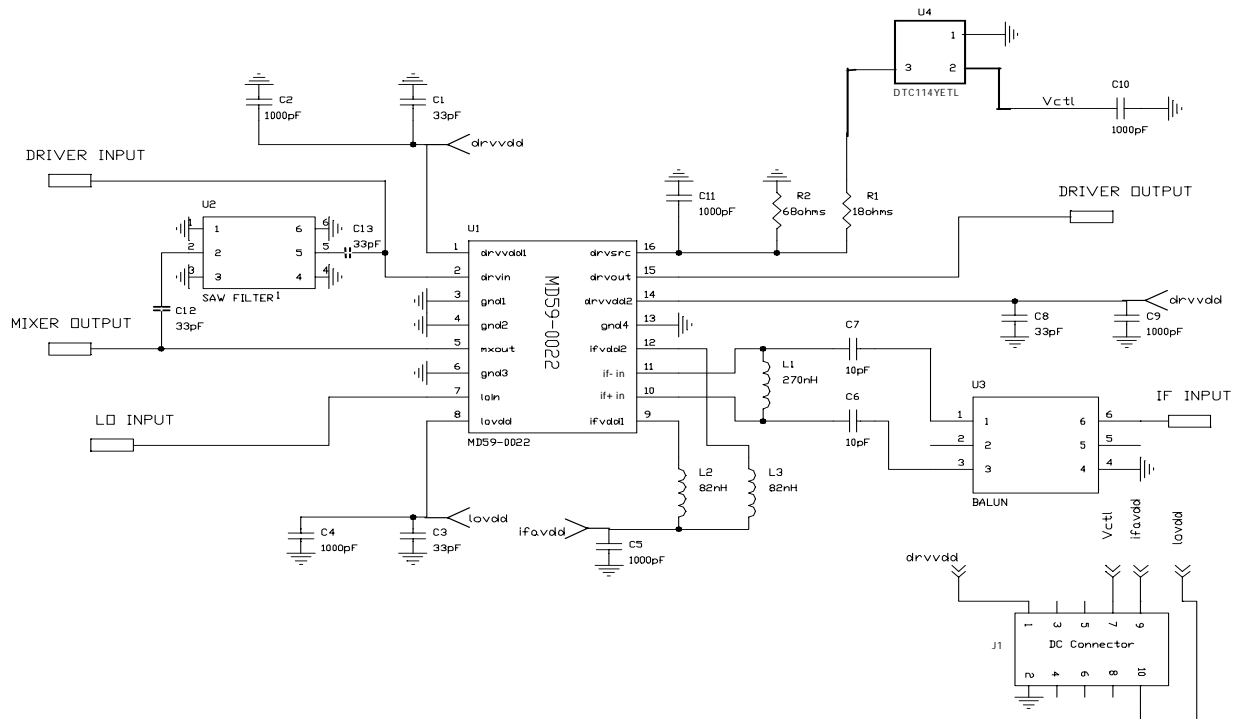 U4
1
3 2
DTC114YETL
Vctl
C10
1000pF
C2
1000pF
C1
33pF
drvvdd
DRIVER INPUT
U2
1 1 6 6
2 2 5 5
3 3 4 4
SAW FILTER1
C13
33pF
C12
33pF
MIXER OUTPUT
LO INPUT
C11
1000pF
R2
68ohms
R1
18ohms
DRIVER OUTPUT
U1
MD59-0022
1 drvvdd1 drvsrc 16
2 drvin drvout 15
3 gnd1 drvvdd2 14
4 gnd2 gnd4 13
5 mxout ifvdd2 12
6 gnd3 if- in 11
7 loin if+ in 10
8 lovdd ifvdd1 9
MD59-0022
drvvdd
C8
33pF
C9
1000pF
C7
10pF
L1
270nH
C6
10pF
U3
1 1 6 6
2 2 5 5
3 3 4 4
BALUN
IF INPUT
L2
82nH
L3
82nH
lovdd
C4
1000pF
C3
33pF
ifavdd
C5
1000pF
drvvdd
Vctl
ifavdd
lovdd
J1
1 3 5 7 9
DC Connector
2 4 6 8 10